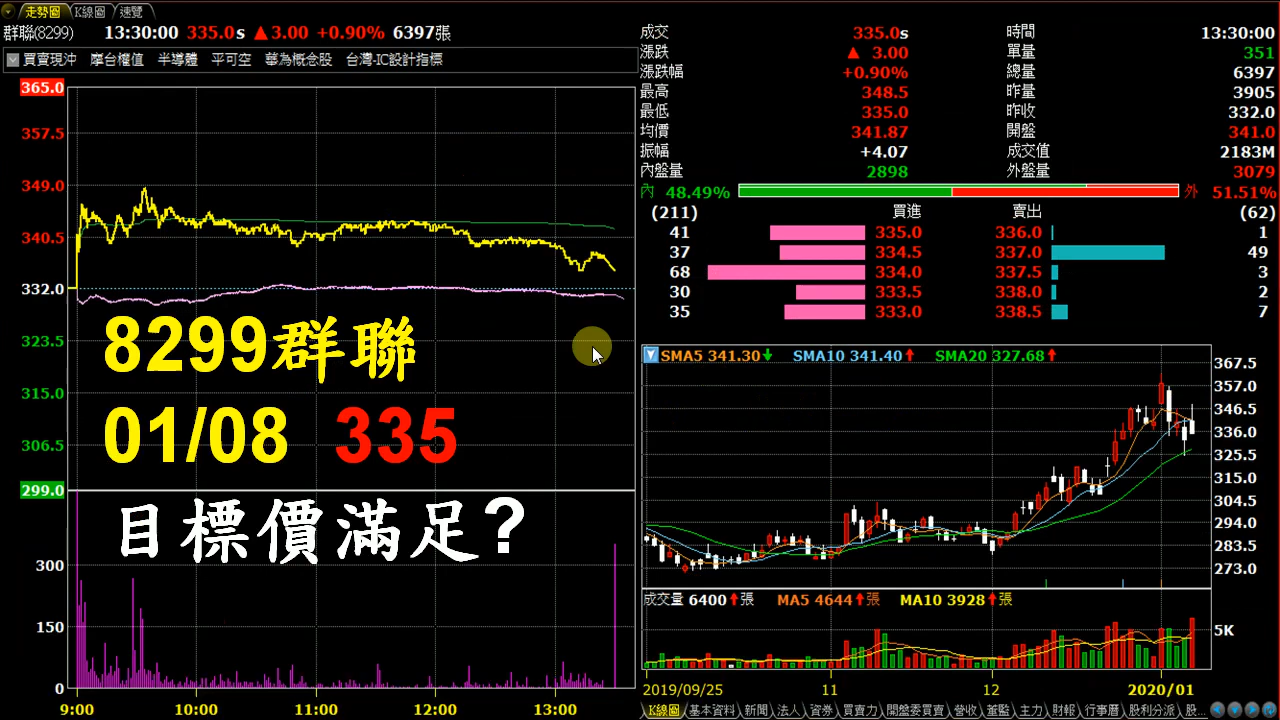 走勢圖 K線圖 速覽
群聯(8299) 13:30:00 335.0s ▲3.00 +0.90% 6397張
買賣現沖 摩台權值 半導體 平可空 華為概念股 台灣-IC設計指標
365.0
357.5
349.0
340.5
332.0
323.5
315.0
306.5
299.0
300
150
0
9:00 10:00 11:00 12:00 13:00
8299群聯
01/08 335
目標價滿足?
成交 335.0s 時間 13:30:00
漲跌 ▲ 3.00 單量 351
漲跌幅 +0.90% 總量 6397
最高 348.5 昨量 3905
最低 335.0 昨收 332.0
均價 341.87 開盤 341.0
振幅 +4.07 成交值 2183M
內盤量 2898 外盤量 3079
內 48.49% 外 51.51%
(211) 買進 賣出 (62)
41 335.0 336.0 1
37 334.5 337.0 49
68 334.0 337.5 3
30 333.5 338.0 2
35 333.0 338.5 7
SMA5 341.30 SMA10 341.40 SMA20 327.68
367.5
357.0
346.5
336.0
325.5
315.0
304.5
294.0
283.5
273.0
成交量 6400張 MA5 4644張 MA10 3928張
5K
2019/09/25 11 12 2020/01
K線圖 基本資料 新聞 法人 資券 買賣力 開盤委買賣 營收 董監 主力 財報 行事曆 股利分派 股...